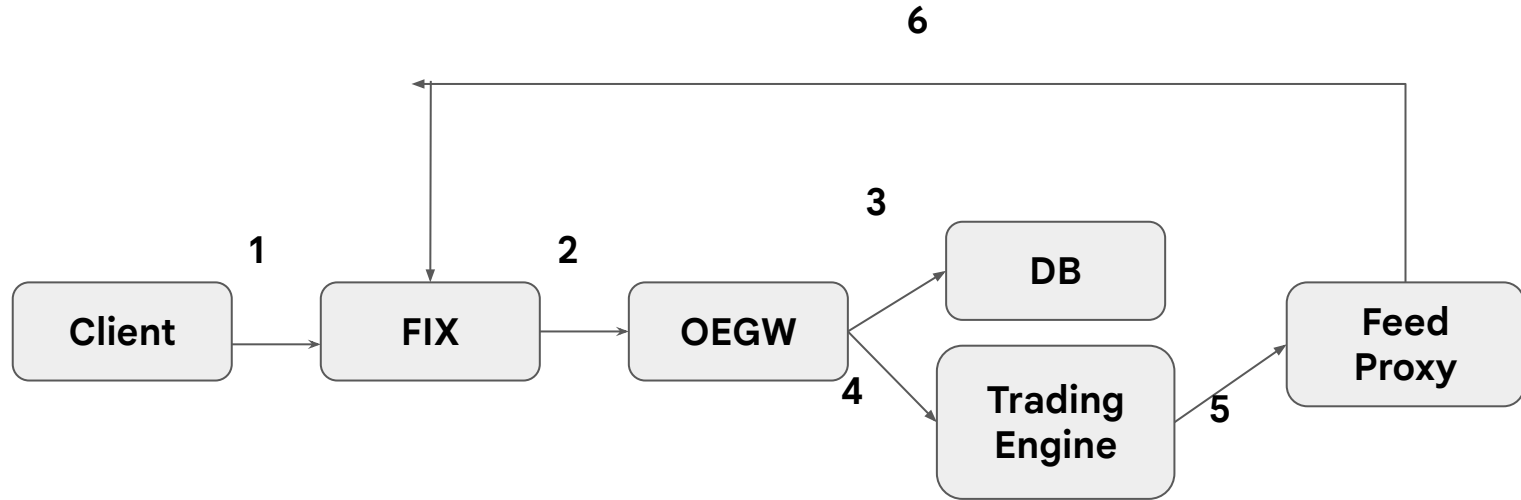 6
3
1
2
DB
Client
FIX
OEGW
Feed
Proxy
4
Trading
Engine
5